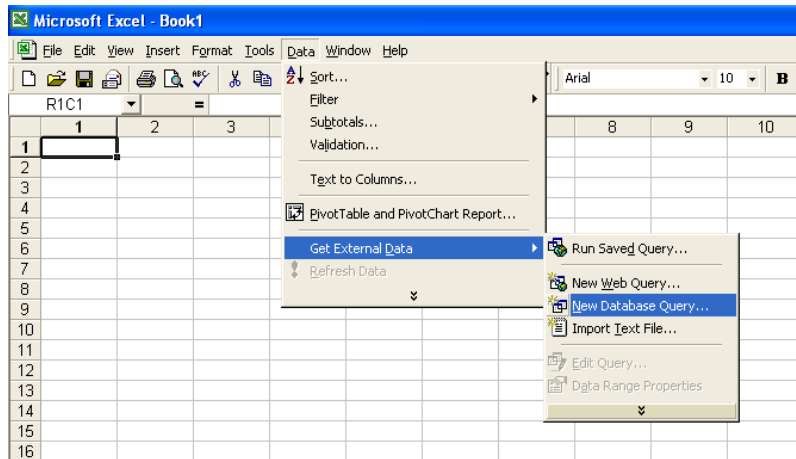 Microsoft Excel - Book1
File Edit View Insert Format Tools Data Window Help
ABC Arial 10 B
R1C1 =
1 2 3 8 9 10
Sort...
Filter
Subtotals...
Validation...
Text to Columns...
PivotTable and PivotChart Report...
Get External Data
Refresh Data
Run Saved Query...
New Web Query...
New Database Query...
Import Text File...
Edit Query...
Data Range Properties
1
2
3
4
5
6
7
8
9
10
11
12
13
14
15
16